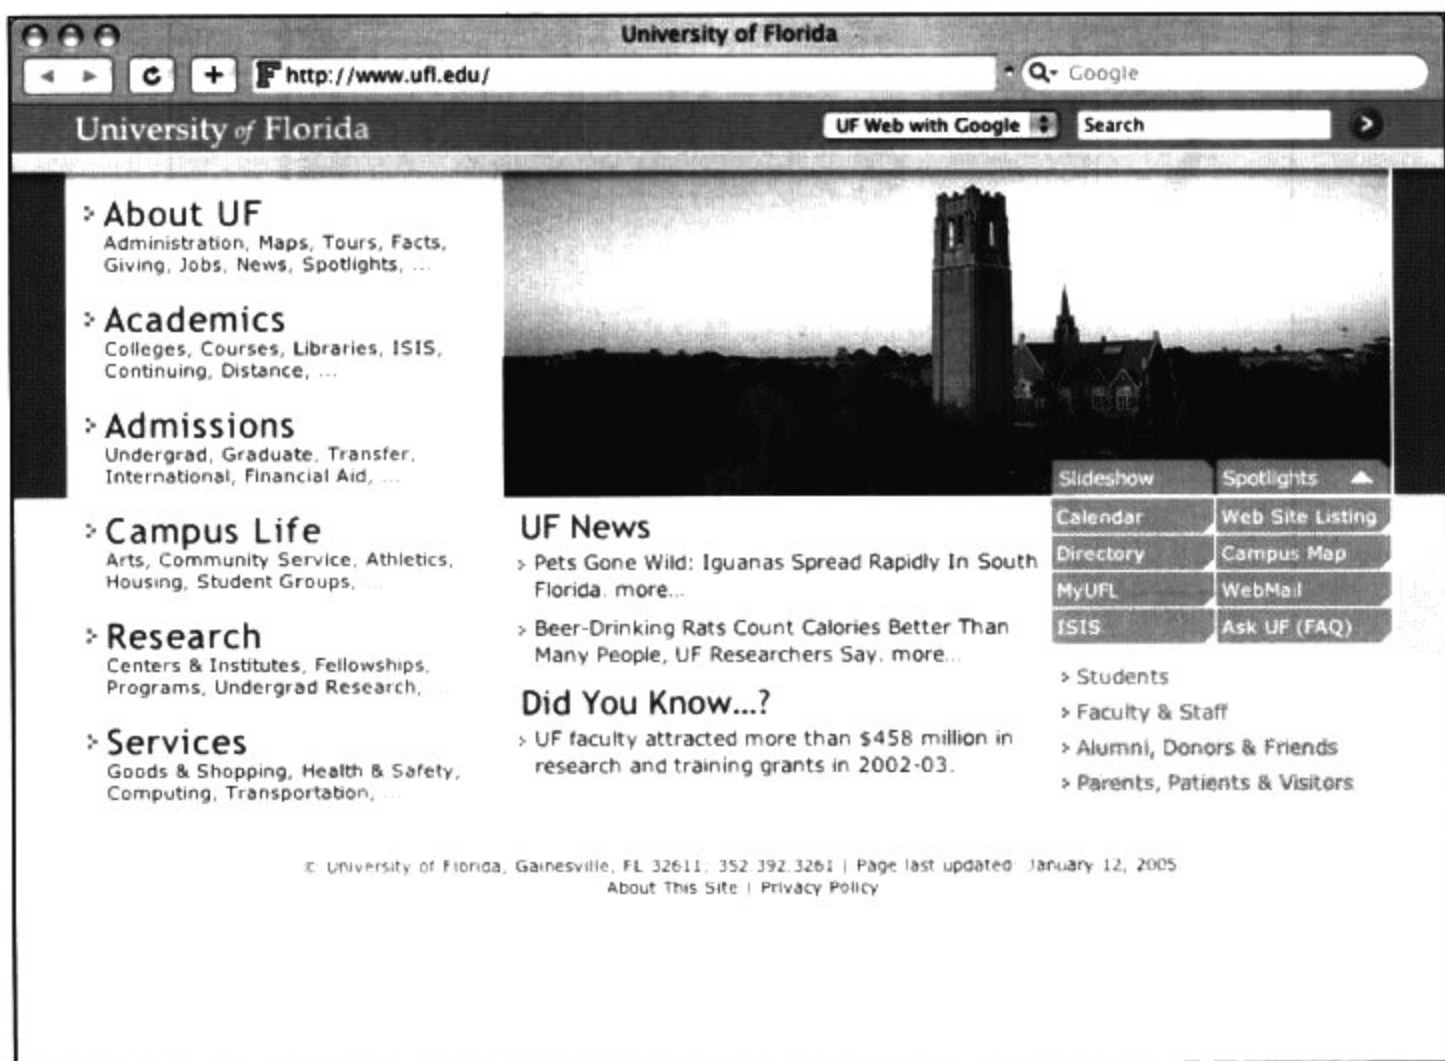 University of Florida
http://www.ufl.edu/
Google
University of Florida
UF Web with Google
Search
About UF
Administration, Maps, Tours, Facts,
Giving, Jobs, News, Spotlights, ...
Academics
Colleges, Courses, Libraries, ISIS,
Continuing, Distance, ...
Admissions
Undergrad, Graduate, Transfer,
International, Financial Aid, ...
Campus Life
Arts, Community Service, Athletics,
Housing, Student Groups, ...
Research
Centers & Institutes, Fellowships,
Programs, Undergrad Research, ...
Services
Goods & Shopping, Health & Safety,
Computing, Transportation, ...
UF News
Pets Gone Wild: Iguanas Spread Rapidly In South
Florida. more...
Beer-Drinking Rats Count Calories Better Than
Many People, UF Researchers Say. more...
Did You Know...?
UF faculty attracted more than $458 million in
research and training grants in 2002-03.
Slideshow
Spotlights
Calendar
Web Site Listing
Directory
Campus Map
MyUFL
WebMail
ISIS
Ask UF (FAQ)
Students
Faculty & Staff
Alumni, Donors & Friends
Parents, Patients & Visitors
© University of Florida, Gainesville, FL 32611; 352.392.3261 | Page last updated: January 12, 2005.
About This Site | Privacy Policy